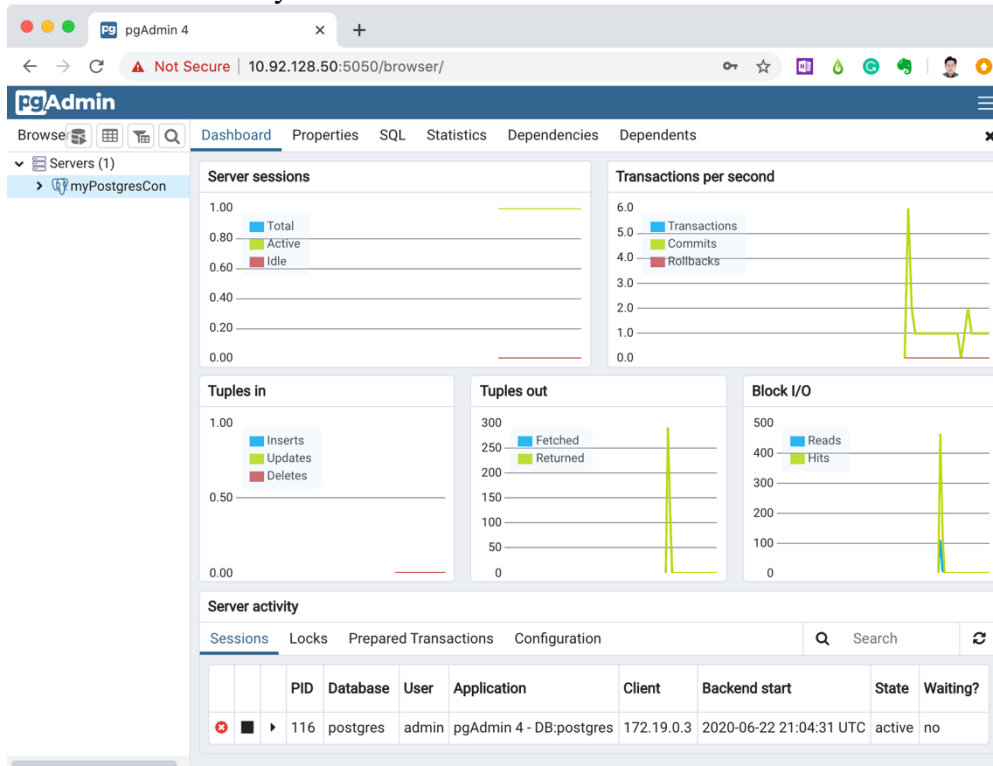 pgAdmin 4
Not Secure | 10.92.128.50:5050/browser/
pgAdmin
Browse
Dashboard Properties SQL Statistics Dependencies Dependents
Servers (1)
myPostgresCon
Server sessions
1.00
0.80
0.60
0.40
0.20
0.00
Total
Active
Idle
Transactions per second
6.0
5.0
4.0
3.0
2.0
1.0
0.0
Transactions
Commits
Rollbacks
Tuples in
1.00
0.50
0.00
Inserts
Updates
Deletes
Tuples out
300
250
200
150
100
50
0
Fetched
Returned
Block I/O
500
400
300
200
100
0
Reads
Hits
Server activity
Sessions Locks Prepared Transactions Configuration Search
PID Database User Application Client Backend start State Waiting?
116 postgres admin pgAdmin 4 - DB:postgres 172.19.0.3 2020-06-22 21:04:31 UTC active no